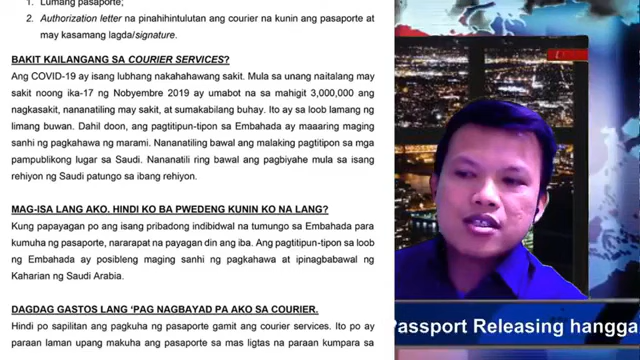 1. Lumang pasaporte;
2. Authorization letter na pinahihintulutan ang courier na kunin ang pasaporte at
may kasamang lagda/signature.
BAKIT KAILANGANG SA COURIER SERVICES?
Ang COVID-19 ay isang lubhang nakahahawang sakit. Mula sa unang naitalang may
sakit noong ika-17 ng Nobyembre 2019 ay umabot na sa mahigit 3,000,000 ang
nagkasakit, nananatiling may sakit, at sumakabilang buhay. Ito ay sa loob lamang ng
limang buwan. Dahil doon, ang pagtitipun-tipon sa Embahada ay maaaring maging
sanhi ng pagkahawa ng marami. Nananatiling bawal ang malaking pagtitipon sa mga
pampublikong lugar sa Saudi. Nananatili ring bawal ang pagbiyahe mula sa isang
rehiyon ng Saudi patungo sa ibang rehiyon.
MAG-ISA LANG AKO. HINDI KO BA PWEDENG KUNIN KO NA LANG?
Kung papayagan po ang isang pribadong indibidwal na tumungo sa Embahada para
kumuha ng pasaporte, nararapat na payagan din ang iba. Ang pagtitipun-tipon sa loob
ng Embahada ay posibleng maging sanhi ng pagkahawa at ipinagbabawal ng
Kaharian ng Saudi Arabia.
DAGDAG GASTOS LANG ‘PAG NAGBAYAD PA AKO SA COURIER.
Hindi po sapilitan ang pagkuha ng pasaporte gamit ang courier services. Ito po ay
paraan laman upang makuha ang pasaporte sa mas ligtas na paraan kumpara sa
Passport Releasing hangga